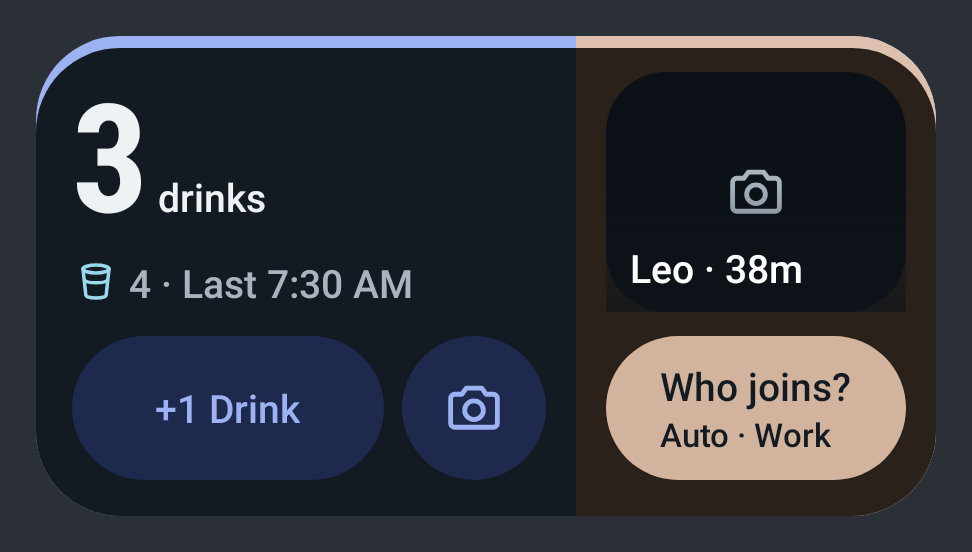 3 drinks
4 · Last 7:30 AM
+1 Drink
Leo · 38m
Who joins?
Auto · Work